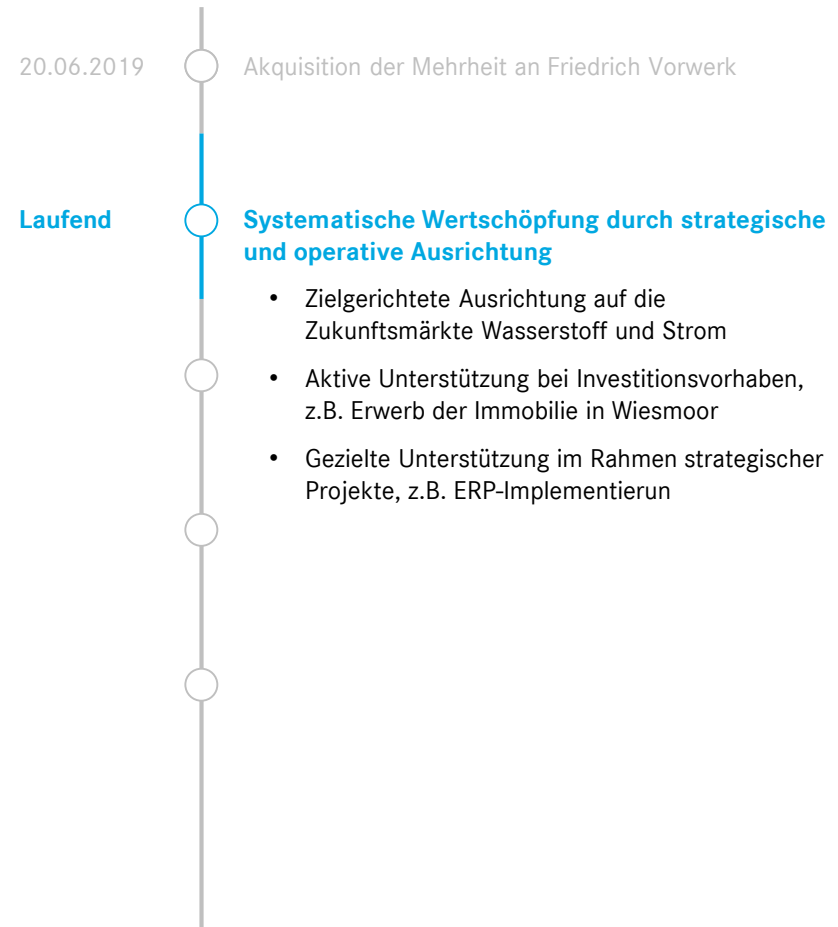 20.06.2019 Akquisition der Mehrheit an Friedrich Vorwerk
Laufend Systematische Wertschöpfung durch strategische
und operative Ausrichtung
• Zielgerichtete Ausrichtung auf die
Zukunftsmärkte Wasserstoff und Strom
• Aktive Unterstützung bei Investitionsvorhaben,
z.B. Erwerb der Immobilie in Wiesmoor
• Gezielte Unterstützung im Rahmen strategischer
Projekte, z.B. ERP-Implementierun